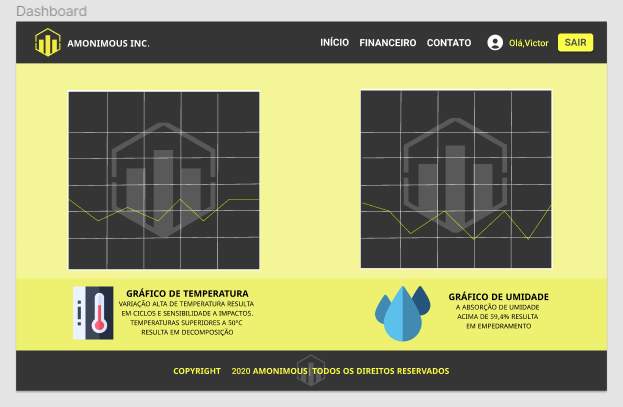 Dashboard
AMONIMOUS INC.
INÍCIO FINANCEIRO CONTATO Olá,Victor SAIR
GRÁFICO DE TEMPERATURA
VARIAÇÃO ALTA DE TEMPERATURA RESULTA
EM CICLOS E SENSIBILIDADE A IMPACTOS.
TEMPERATURAS SUPERIORES A 50°C
RESULTA EM DECOMPOSIÇÃO
GRÁFICO DE UMIDADE
A ABSORÇÃO DE UMIDADE
ACIMA DE 59,4% RESULTA
EM EMPEDRAMENTO
COPYRIGHT 2020 AMONIMOUS TODOS OS DIREITOS RESERVADOS